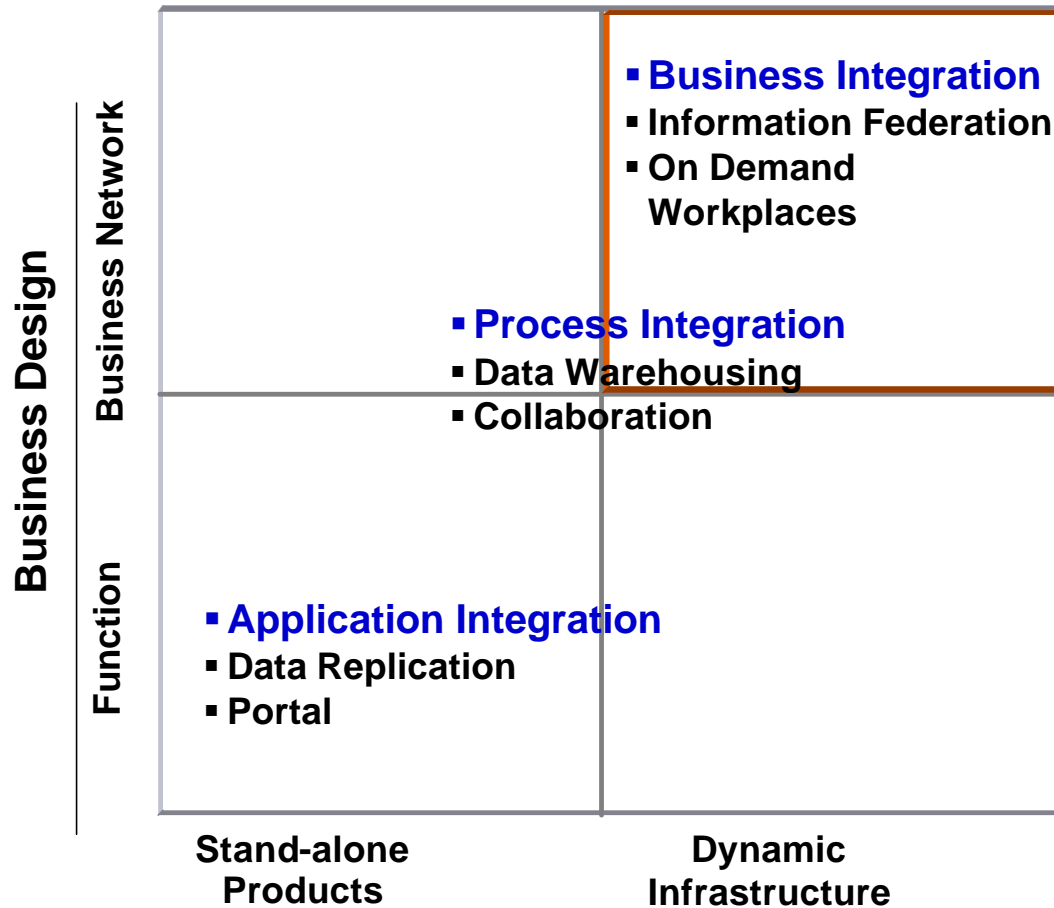 Business Design
Business Network
Function
▪ Business Integration
▪ Information Federation
▪ On Demand
Workplaces
▪ Process Integration
▪ Data Warehousing
▪ Collaboration
▪ Application Integration
▪ Data Replication
▪ Portal
Stand-alone
Products
Dynamic
Infrastructure